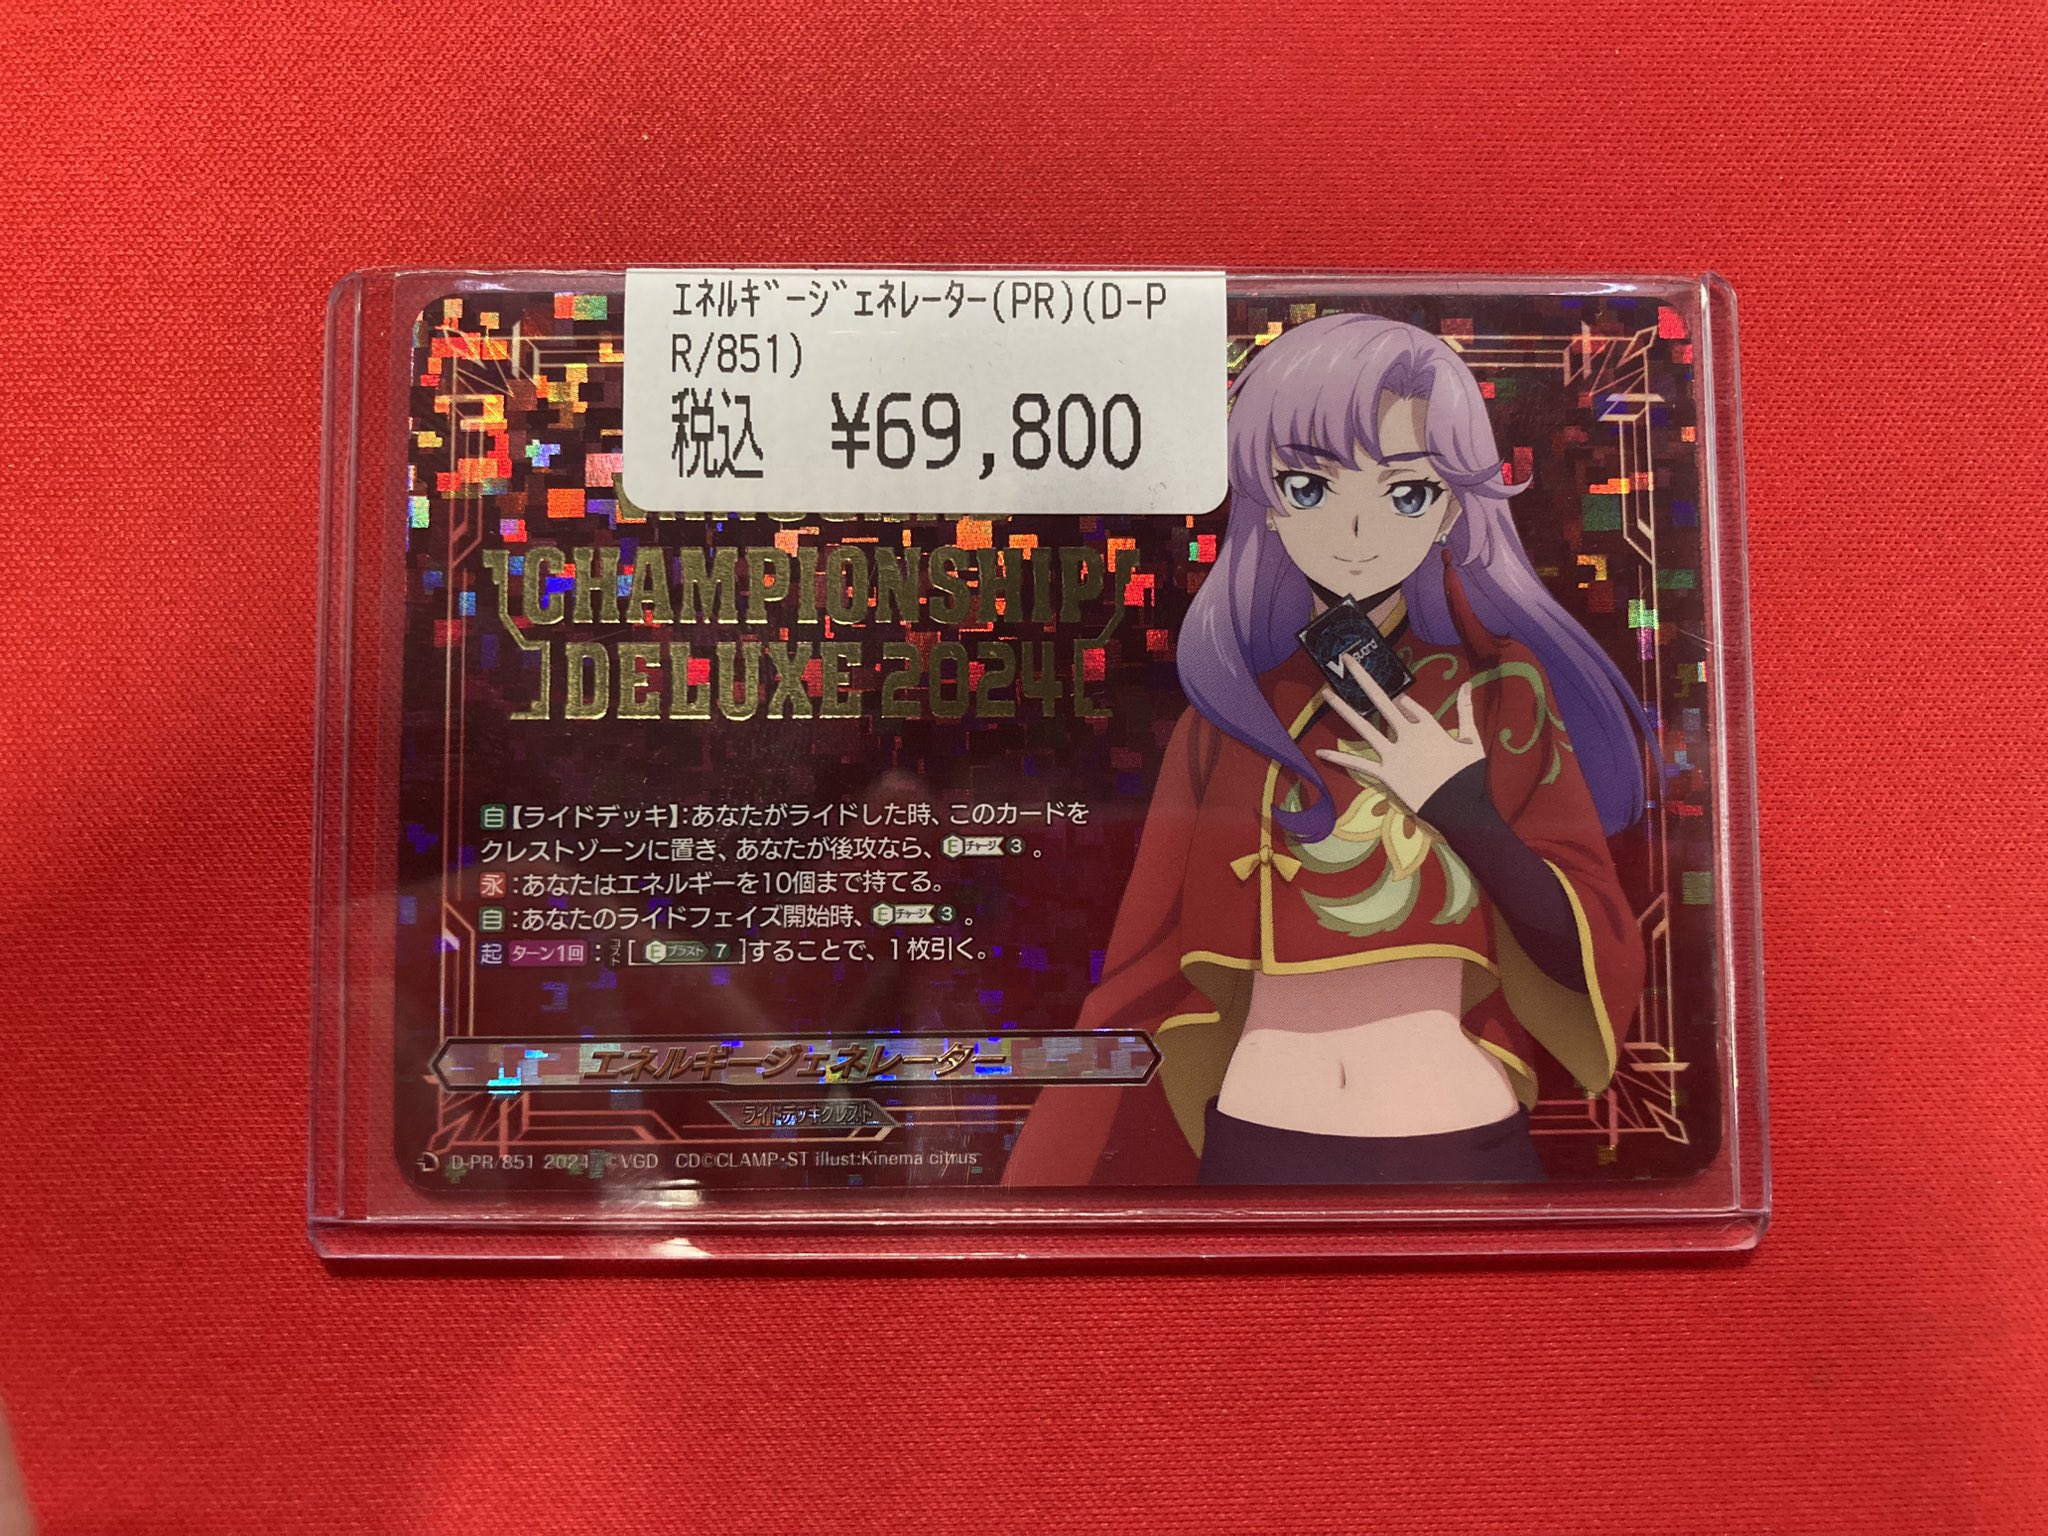 エネルギージェネレーター(PR)(D-P
R/851)
税込 ¥69,800
CHAMPIONSHIP
DELUXE 2024
Vanguard
自【ライドデッキ】:あなたがライドした時、このカードを
クレストゾーンに置き、あなたが後攻なら、Eチャージ3。
永:あなたはエネルギーを10個まで持てる。
自:あなたのライドフェイズ開始時、Eチャージ3。
起ターン1回:コスト[Eブラスト7]することで、1枚引く。
エネルギージェネレーター
ライドデッキクレスト
D-PR/851 2024 ©VGD CD©CLAMP・ST illust:Kinema citrus